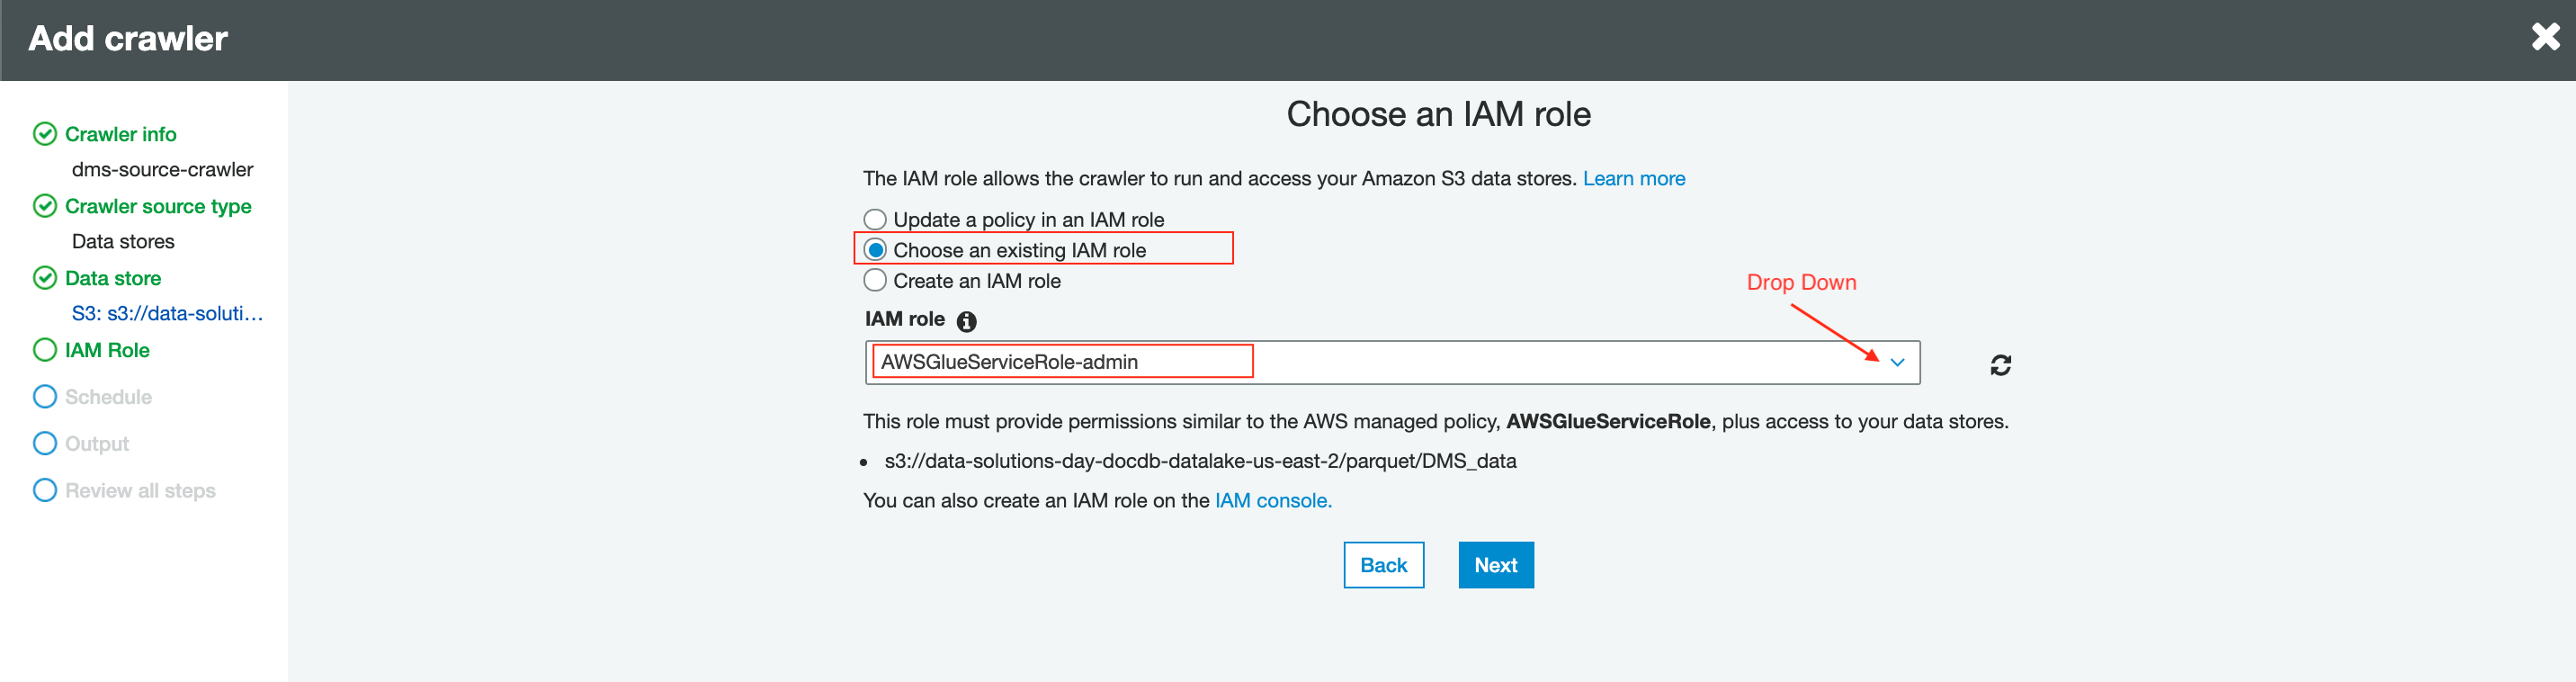 Add crawler
Crawler info
dms-source-crawler
Crawler source type
Data stores
Data store
S3: s3://data-soluti...
IAM Role
Schedule
Output
Review all steps
Choose an IAM role
The IAM role allows the crawler to run and access your Amazon S3 data stores. Learn more
Update a policy in an IAM role
Choose an existing IAM role
Create an IAM role
Drop Down
IAM role
AWSGlueServiceRole-admin
This role must provide permissions similar to the AWS managed policy, AWSGlueServiceRole, plus access to your data stores.
s3://data-solutions-day-docdb-datalake-us-east-2/parquet/DMS_data
You can also create an IAM role on the IAM console.
Back Next